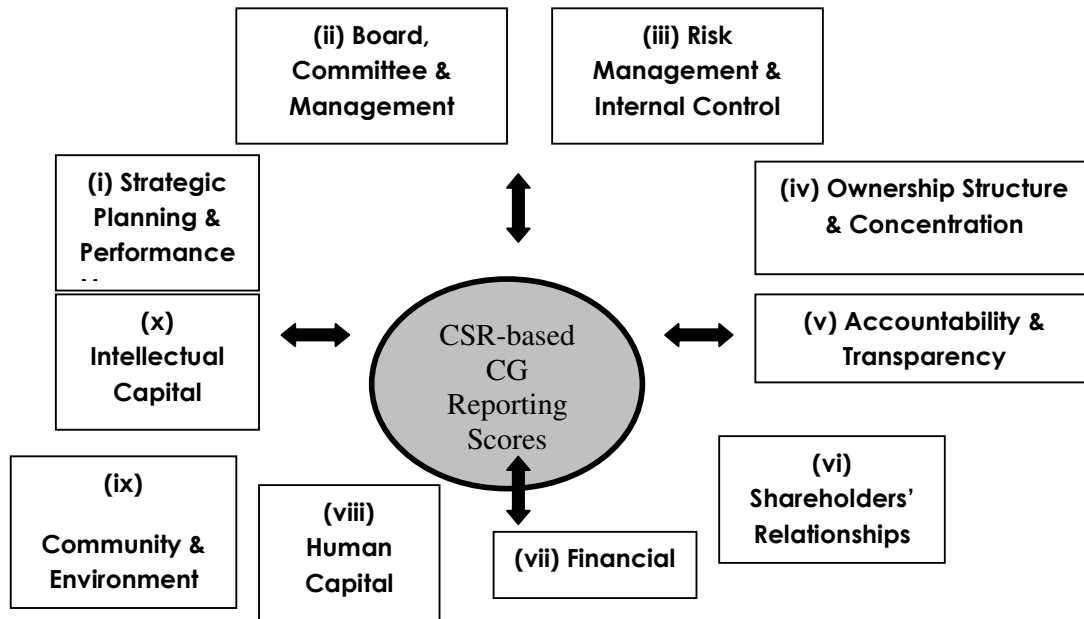 (ii) Board,
Committee &
Management
(iii) Risk
Management &
Internal Control
(i) Strategic
Planning &
Performance
(iv) Ownership Structure
& Concentration
(x)
Intellectual
Capital
CSR-based
CG
Reporting
Scores
(v) Accountability &
Transparency
(vi)
Shareholders’
Relationships
(ix)
Community &
Environment
(viii)
Human
Capital
(vii) Financial